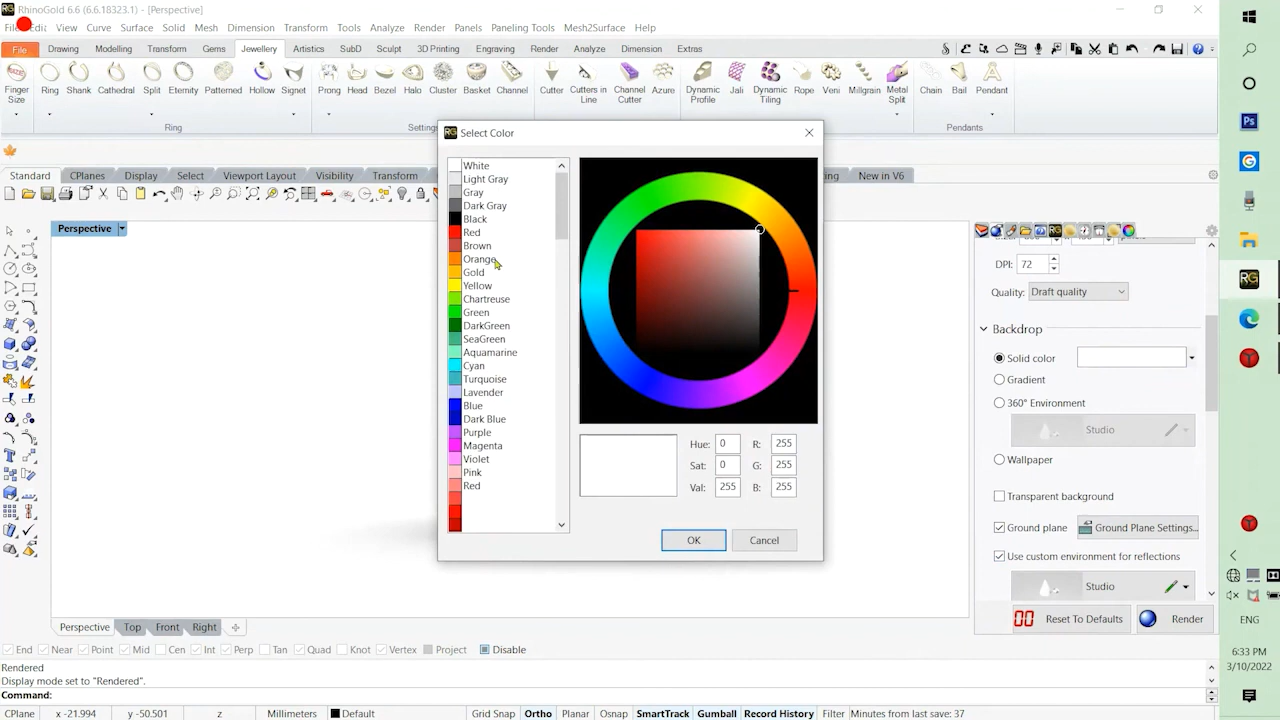 RhinoGold 6.6 (6.6.18323.1) - [Perspective]
Edit View Curve Surface Solid Mesh Dimension Transform Tools Analyze Render Panels Paneling Tools Mesh2Surface Help
File Drawing Modelling Transform Gems Jewellery Artistics SubD Sculpt 3D Printing Engraving Render Analyze Dimension Extras
Finger Size Ring Shank Cathedral Split Eternity Patterned Hollow Signet Prong Head Bezel Halo Cluster Basket Channel Cutter Cutters in Line Channel Cutter Azure Dynamic Profile Jali Dynamic Tiling Rope Veni Millgrain Metal Split Chain Bail Pendant
Ring Pendants
Select Color
Standard CPlanes Display Select Viewport Layout Visibility Transform New in V6
Perspective
White
Light Gray
Gray
Dark Gray
Black
Red
Brown
Orange
Gold
Yellow
Chartreuse
Green
DarkGreen
SeaGreen
Aquamarine
Cyan
Turquoise
Lavender
Blue
Dark Blue
Purple
Magenta
Violet
Pink
Red
Hue: 0 R: 255
Sat: 0 G: 255
Val: 255 B: 255
OK Cancel
DPI: 72
Quality: Draft quality
Backdrop
Solid color
Gradient
360° Environment
Studio
Wallpaper
Transparent background
Ground plane Ground Plane Settings...
Use custom environment for reflections
Studio
Reset To Defaults Render
Perspective Top Front Right
End Near Point Mid Cen Int Perp Tan Quad Knot Vertex Project Disable
Rendered
Display mode set to "Rendered".
Command:
CPlane x -21.994 y -50.501 z Millimeters Default Grid Snap Ortho Planar Osnap SmartTrack Gumball Record History Filter Minutes from last save: 37
Ps
RG
ENG
6:33 PM
3/10/2022